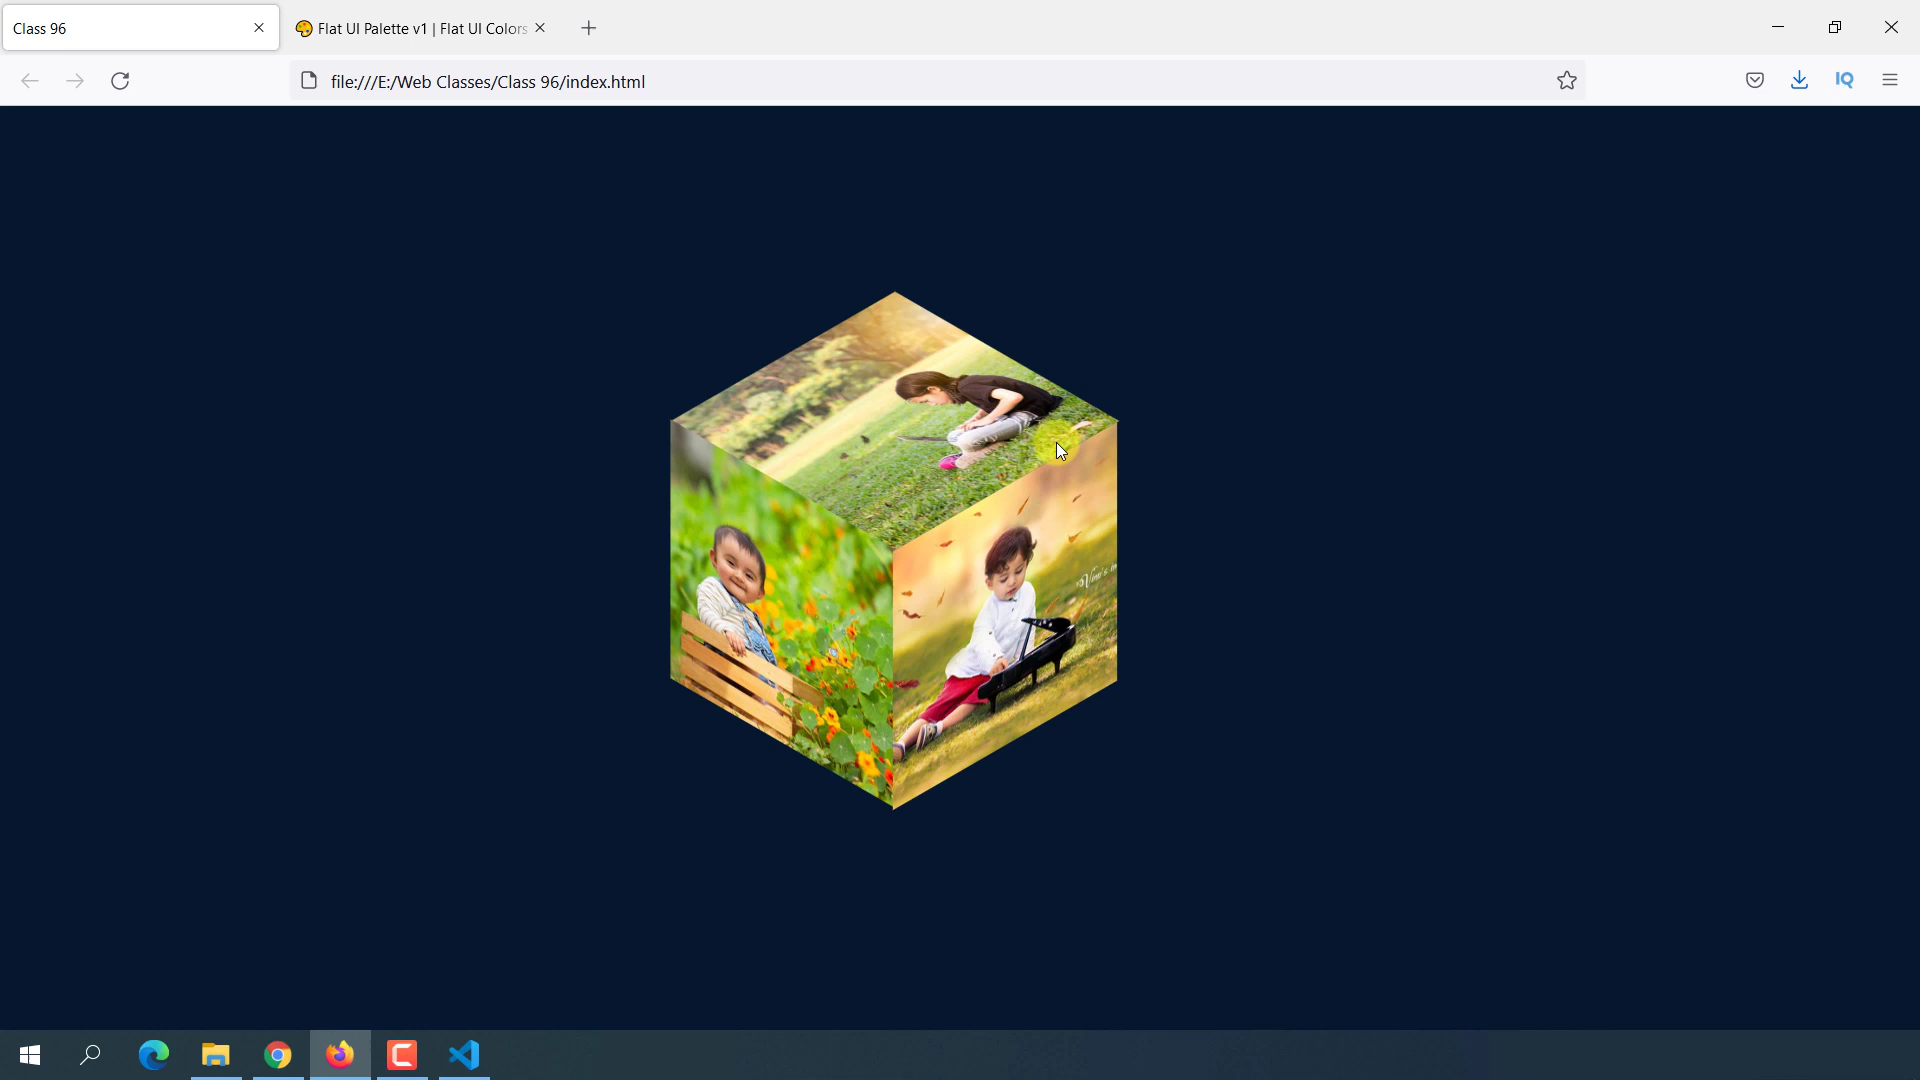 Class 96
Flat UI Palette v1 | Flat UI Colors
file:///E:/Web Classes/Class 96/index.html
IQ